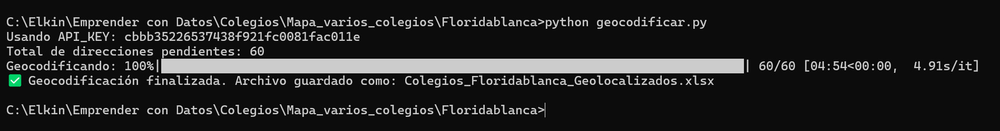 C:\Elkin\Emprender con Datos\Colegios\Mapa_varios_colegios\Floridablanca>python geocodificar.py
Usando API_KEY: cbbb35226537438f921fc0081fac011e
Total de direcciones pendientes: 60
Geocodificando: 100%|██████████| 60/60 [04:54<00:00,  4.91s/it]
✅ Geocodificación finalizada. Archivo guardado como: Colegios_Floridablanca_Geolocalizados.xlsx
C:\Elkin\Emprender con Datos\Colegios\Mapa_varios_colegios\Floridablanca>